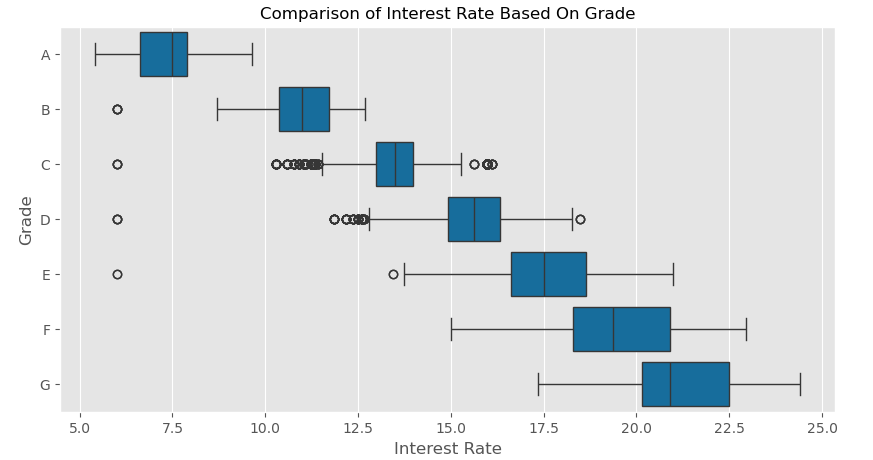 Comparison of Interest Rate Based On Grade
A
B
C
D
E
F
G
Grade
5.0 7.5 10.0 12.5 15.0 17.5 20.0 22.5 25.0
Interest Rate